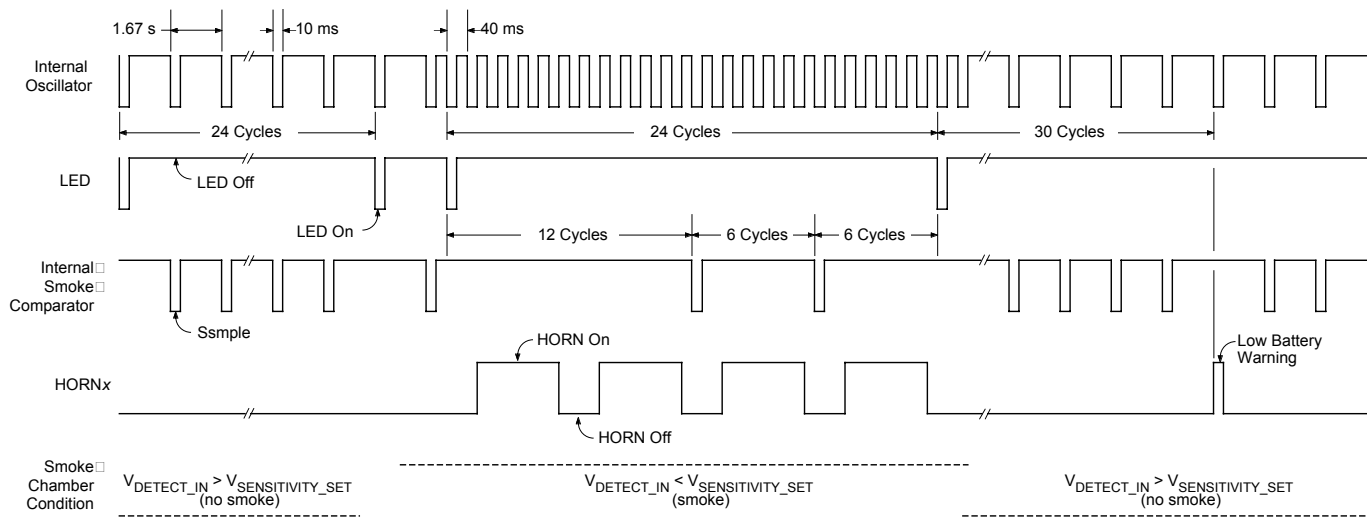 1.67 s
10 ms
40 ms
Internal
Oscillator
24 Cycles
24 Cycles
30 Cycles
LED
LED Off
LED On
12 Cycles
6 Cycles
6 Cycles
Internal□
Smoke□
Comparator
Ssmple
HORNx
HORN On
HORN Off
Low Battery
Warning
Smoke□
Chamber
Condition
VDETECT_IN > VSENSITIVITY_SET
(no smoke)
VDETECT_IN < VSENSITIVITY_SET
(smoke)
VDETECT_IN > VSENSITIVITY_SET
(no smoke)